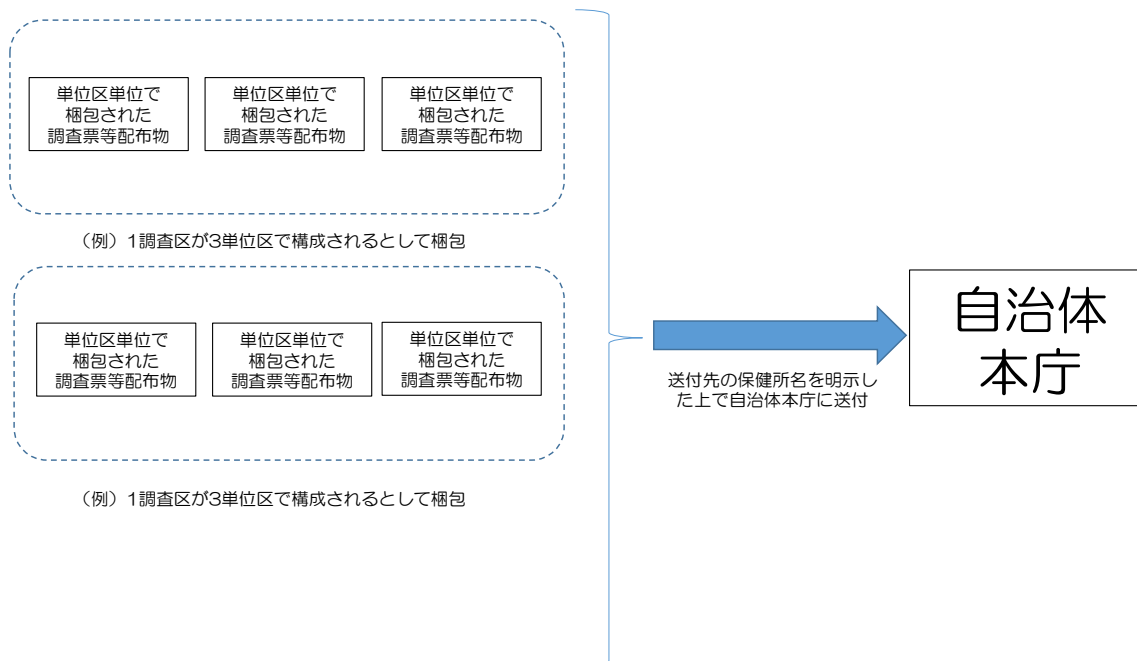 単位区単位で
梱包された
調査票等配布物
単位区単位で
梱包された
調査票等配布物
単位区単位で
梱包された
調査票等配布物
（例）1調査区が3単位区で構成されるとして梱包
単位区単位で
梱包された
調査票等配布物
単位区単位で
梱包された
調査票等配布物
単位区単位で
梱包された
調査票等配布物
（例）1調査区が3単位区で構成されるとして梱包
送付先の保健所名を明示し
た上で自治体本庁に送付
自治体
本庁